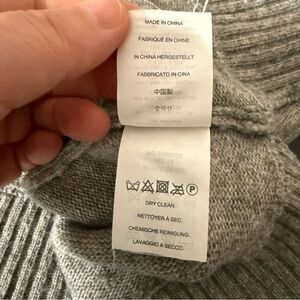 MADE IN CHINA
FABRIQUÉ EN CHINE
IN CHINA HERGESTELLT
FABBRICATO IN CINA
中国製
DRY CLEAN
NETTOYER À SEC.
CHEMISCHE REINIGUNG.
LAVAGGIO A SECCO.